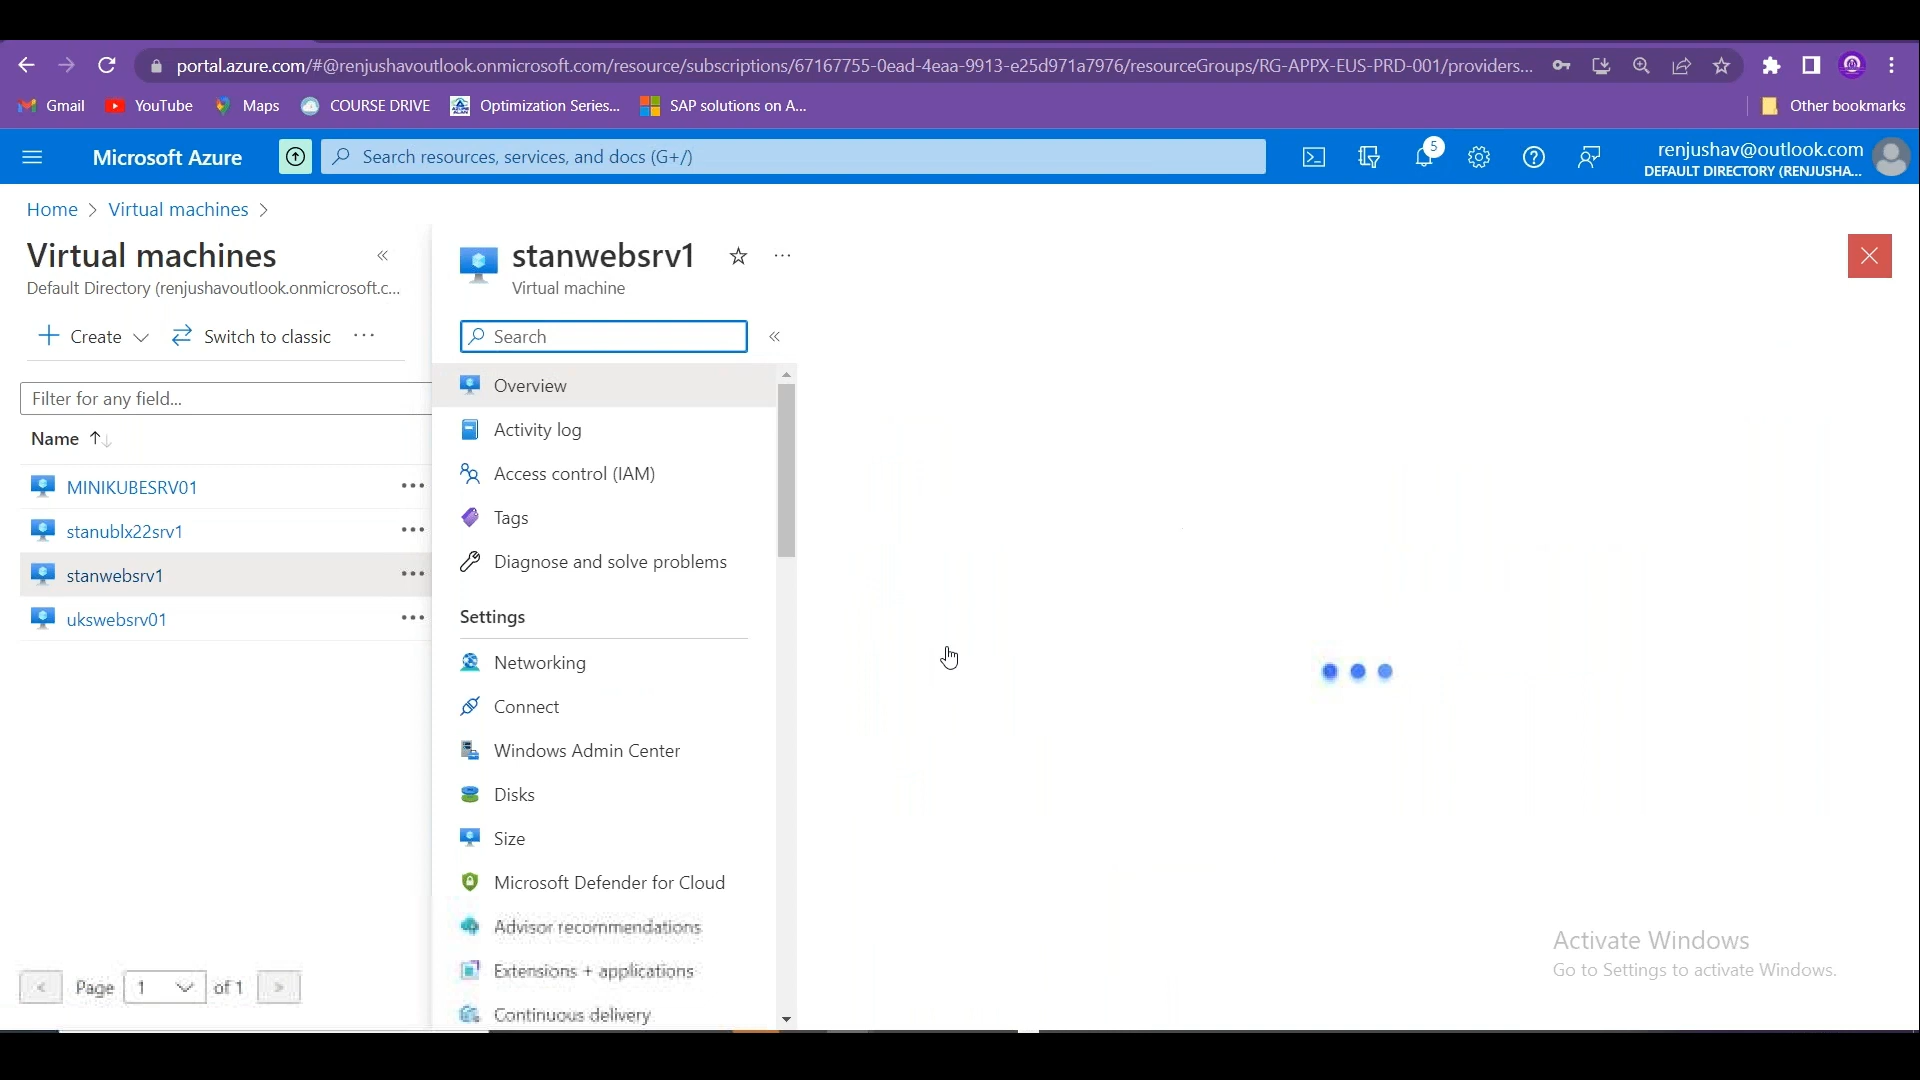 portal.azure.com/#@renjushavoutlook.onmicrosoft.com/resource/subscriptions/67167755-0ead-4eaa-9913-e25d971a7976/resourceGroups/RG-APPX-EUS-PRD-001/providers...
Gmail YouTube Maps COURSE DRIVE Optimization Series... SAP solutions on A... Other bookmarks
Microsoft Azure Search resources, services, and docs (G+/) 5 renjushav@outlook.com
DEFAULT DIRECTORY (RENJUSHA...
Home > Virtual machines >
Virtual machines «
Default Directory (renjushavoutlook.onmicrosoft.c...
+ Create Switch to classic ...
Filter for any field...
Name ↑↓
MINIKUBESRV01 ...
stanublx22srv1 ...
stanwebsrv1 ...
ukswebsrv01 ...
< Page 1 of 1 >
stanwebsrv1 ...
Virtual machine
Search «
Overview
Activity log
Access control (IAM)
Tags
Diagnose and solve problems
Settings
Networking
Connect
Windows Admin Center
Disks
Size
Microsoft Defender for Cloud
Advisor recommendations
Extensions + applications
Continuous delivery
Activate Windows
Go to Settings to activate Windows.